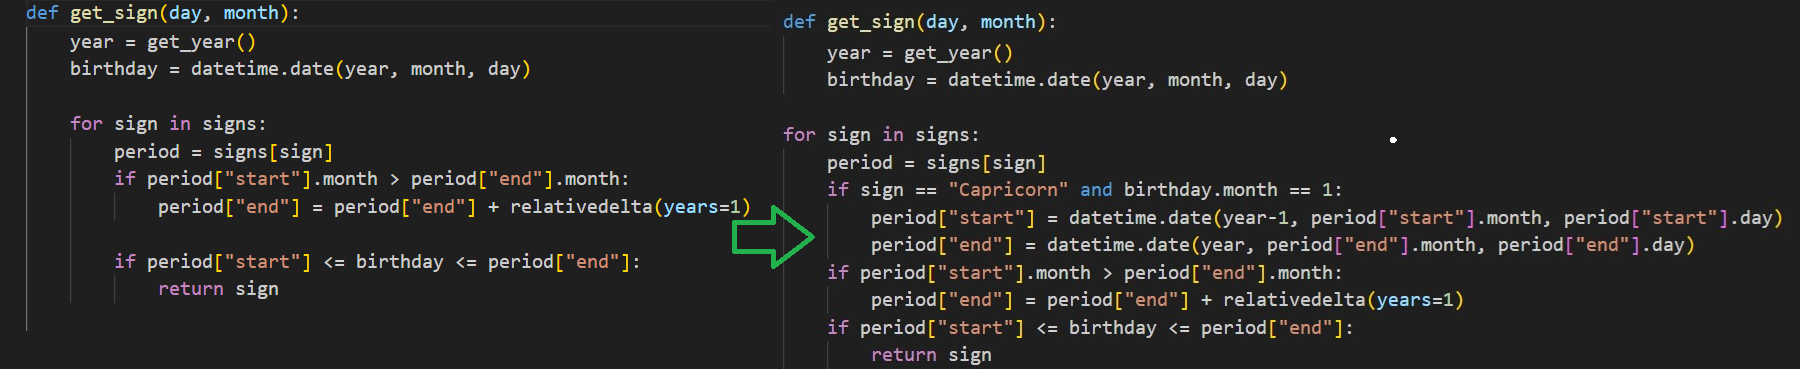 def get_sign(day, month):
    year = get_year()
    birthday = datetime.date(year, month, day)
    for sign in signs:
        period = signs[sign]
        if period["start"].month > period["end"].month:
            period["end"] = period["end"] + relativedelta(years=1)
        if period["start"] <= birthday <= period["end"]:
            return sign
def get_sign(day, month):
    year = get_year()
    birthday = datetime.date(year, month, day)
for sign in signs:
    period = signs[sign]
    if sign == "Capricorn" and birthday.month == 1:
        period["start"] = datetime.date(year-1, period["start"].month, period["start"].day)
        period["end"] = datetime.date(year, period["end"].month, period["end"].day)
    if period["start"].month > period["end"].month:
        period["end"] = period["end"] + relativedelta(years=1)
    if period["start"] <= birthday <= period["end"]:
        return sign